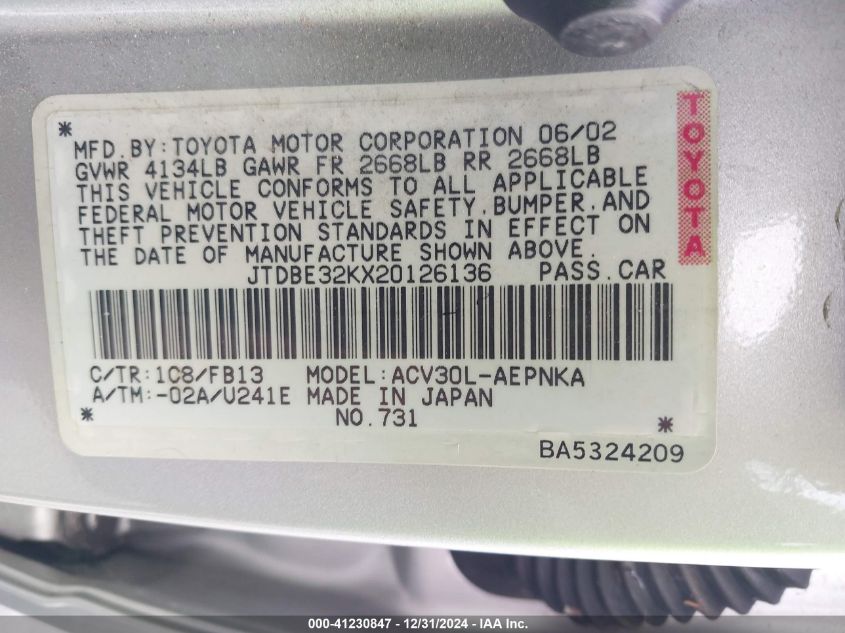 MFD.BY:TOYOTA MOTOR CORPORATION 06/02
GVWR 4134LB GAWR FR 2668LB RR 2668LB
THIS VEHICLE CONFORMS TO ALL APPLICABLE
FEDERAL MOTOR VEHICLE SAFETY,BUMPER,AND
THEFT PREVENTION STANDARDS IN EFFECT ON
THE DATE OF MANUFACTURE SHOWN ABOVE.
JTDBE32KX20126136 PASS.CAR
C/TR:1C8/FB13 MODEL:ACV30L-AEPNKA
A/TM:-02A/U241E MADE IN JAPAN
NO.731
BA5324209
TOYOTA
000-41230847 - 12/31/2024 - IAA Inc.